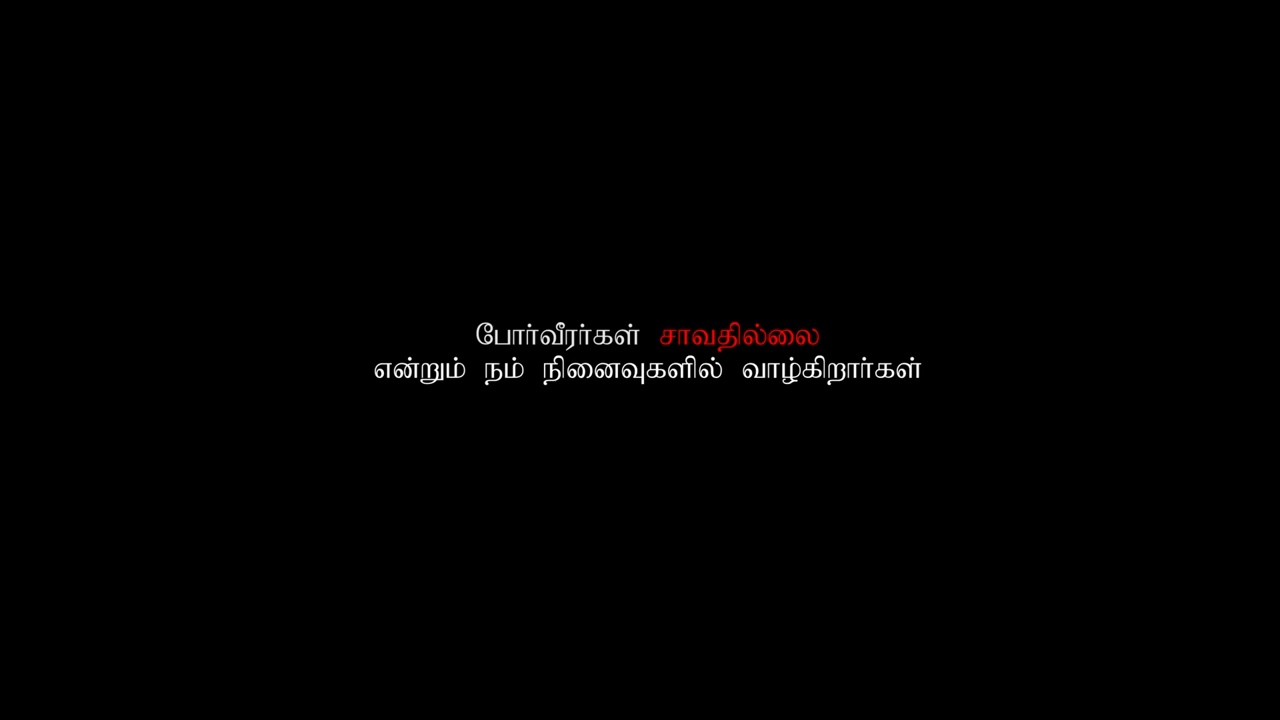 போர்வீரர்கள் சாவதில்லை
என்றும் நம் நினைவுகளில் வாழ்கிறார்கள்